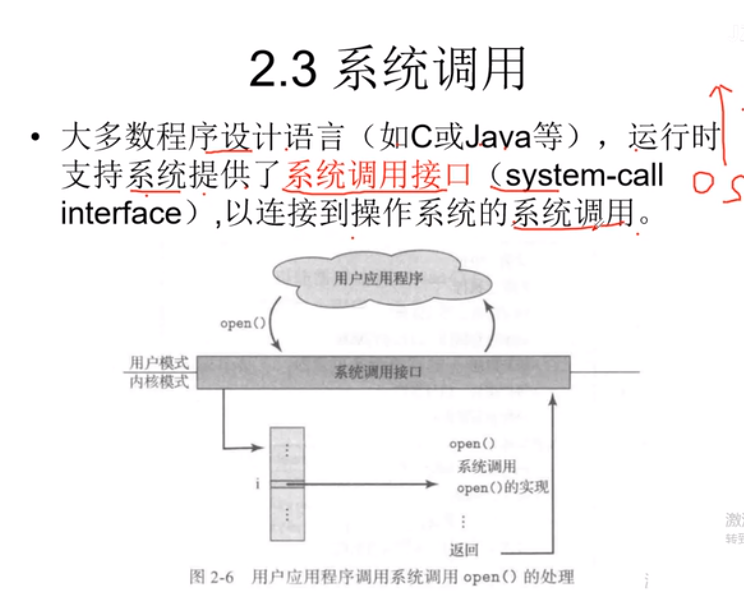 2.3 系统调用
• 大多数程序设计语言（如C或Java等），运行时
支持系统提供了系统调用接口（system-call
interface）,以连接到操作系统的系统调用。
OS
用户应用程序
open()
用户模式
系统调用接口
内核模式
⋮
open()
系统调用
i
open()的实现
⋮
⋮
返回
图 2-6 用户应用程序调用系统调用 open() 的处理